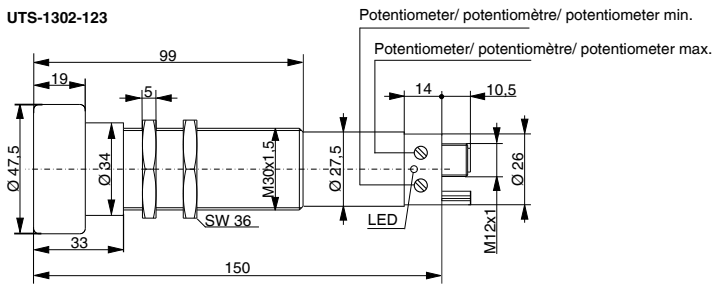 UTS-1302-123
Potentiometer/ potentiomètre/ potentiometer min.
Potentiometer/ potentiomètre/ potentiometer max.
99
19
5
14
10,5
Ø 47,5
Ø 34
M30x1,5
Ø 27,5
Ø 26
M12x1
SW 36
LED
33
150